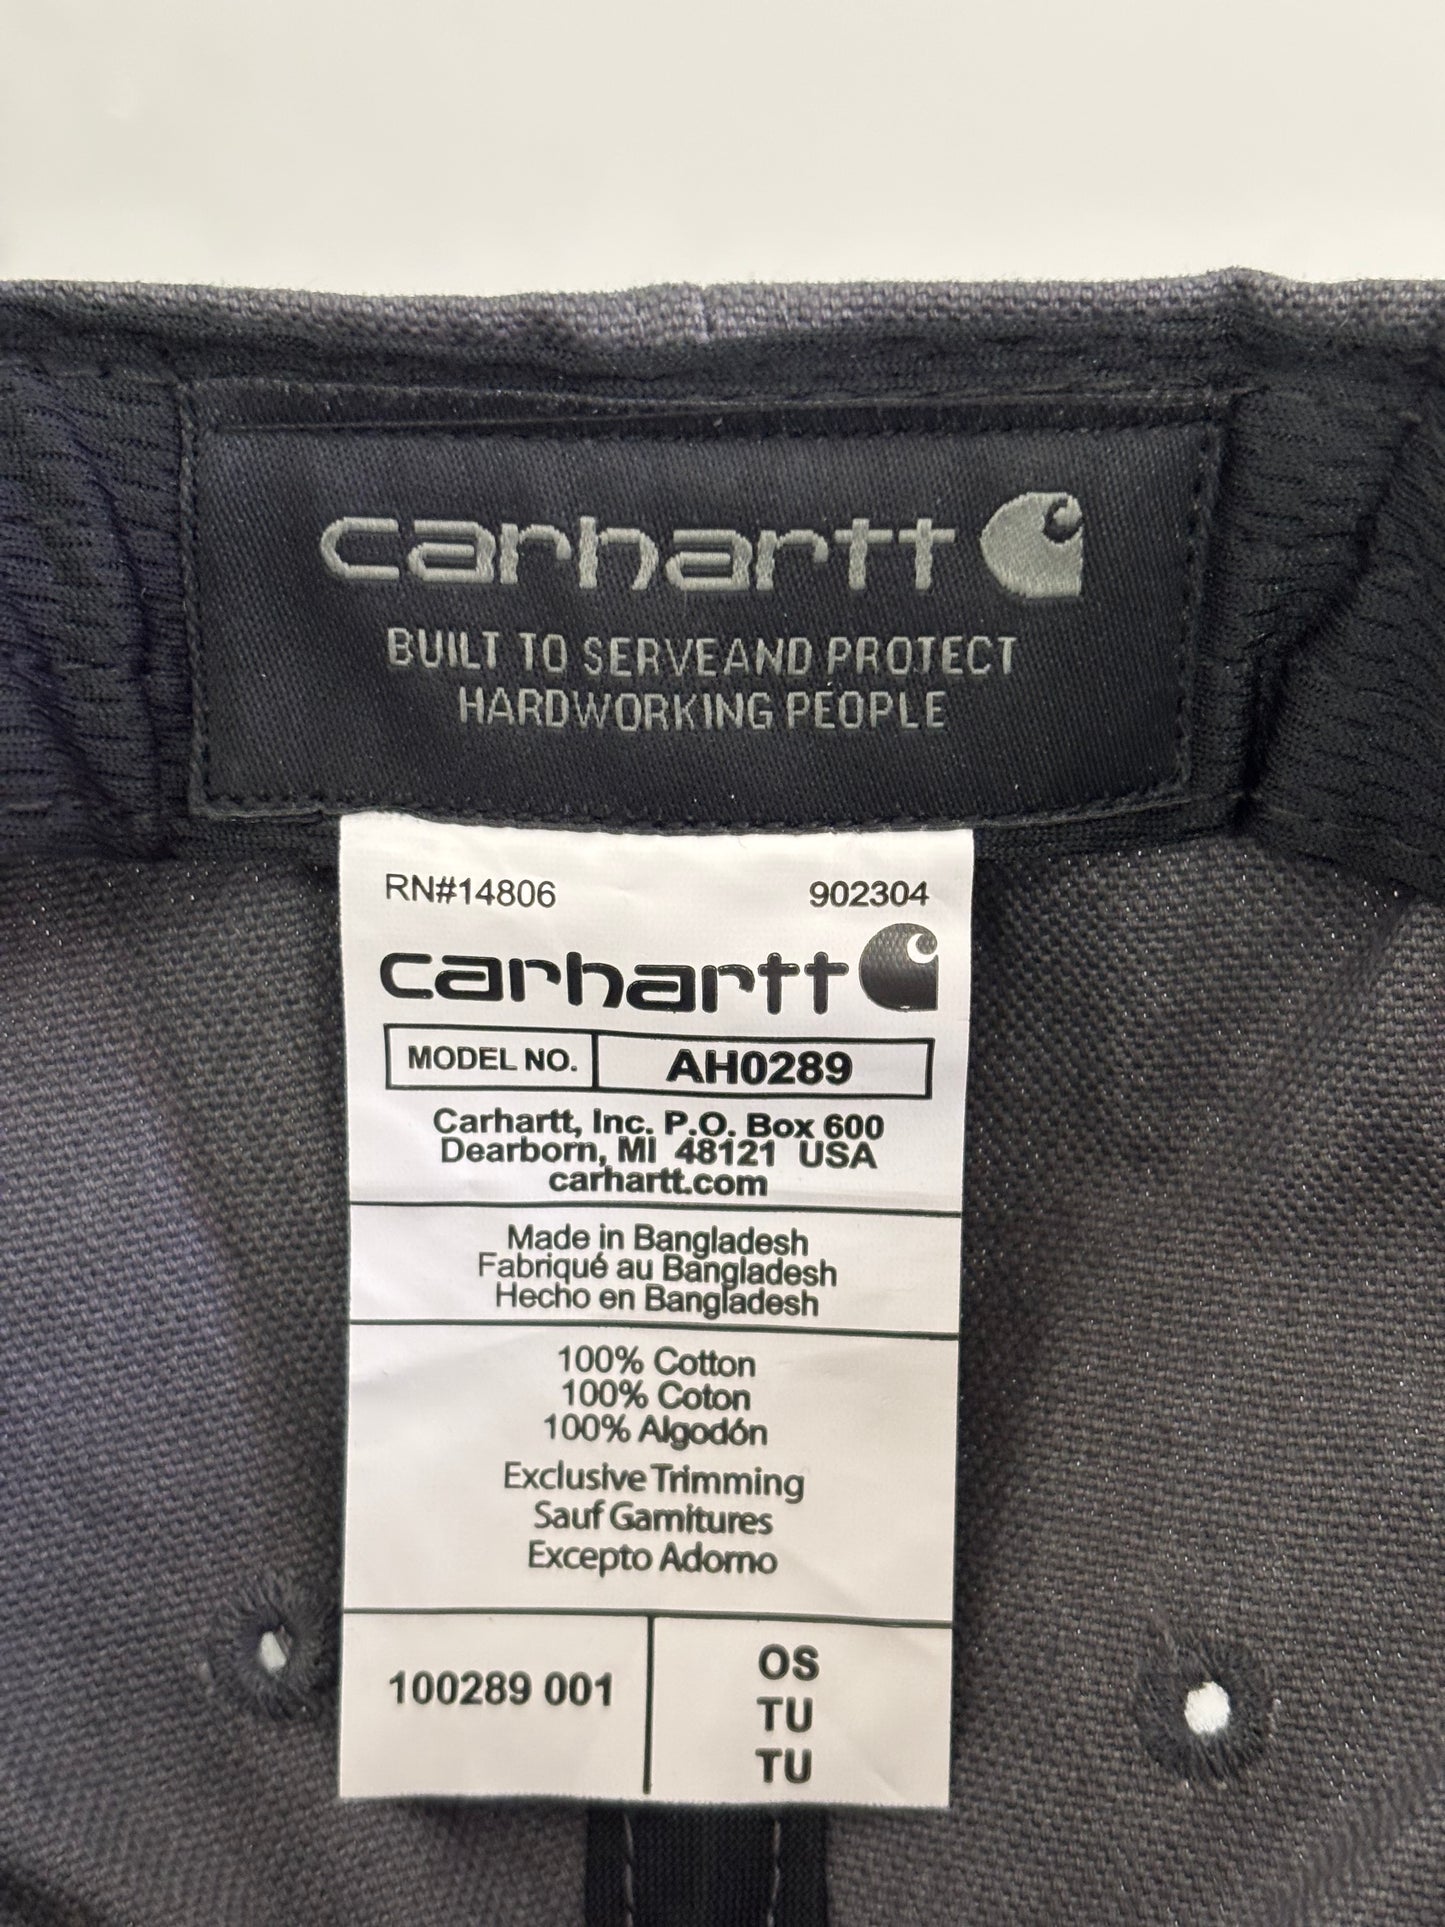 carhartt
BUILT TO SERVE AND PROTECT
HARDWORKING PEOPLE
RN#14806 902304
carhartt
MODEL NO. AH0289
Carhartt, Inc. P.O. Box 600
Dearborn, MI 48121 USA
carhartt.com
Made in Bangladesh
Fabriqué au Bangladesh
Hecho en Bangladesh
100% Cotton
100% Coton
100% Algodón
Exclusive Trimming
Sauf Garnitures
Excepto Adorno
100289 001 OS
TU
TU